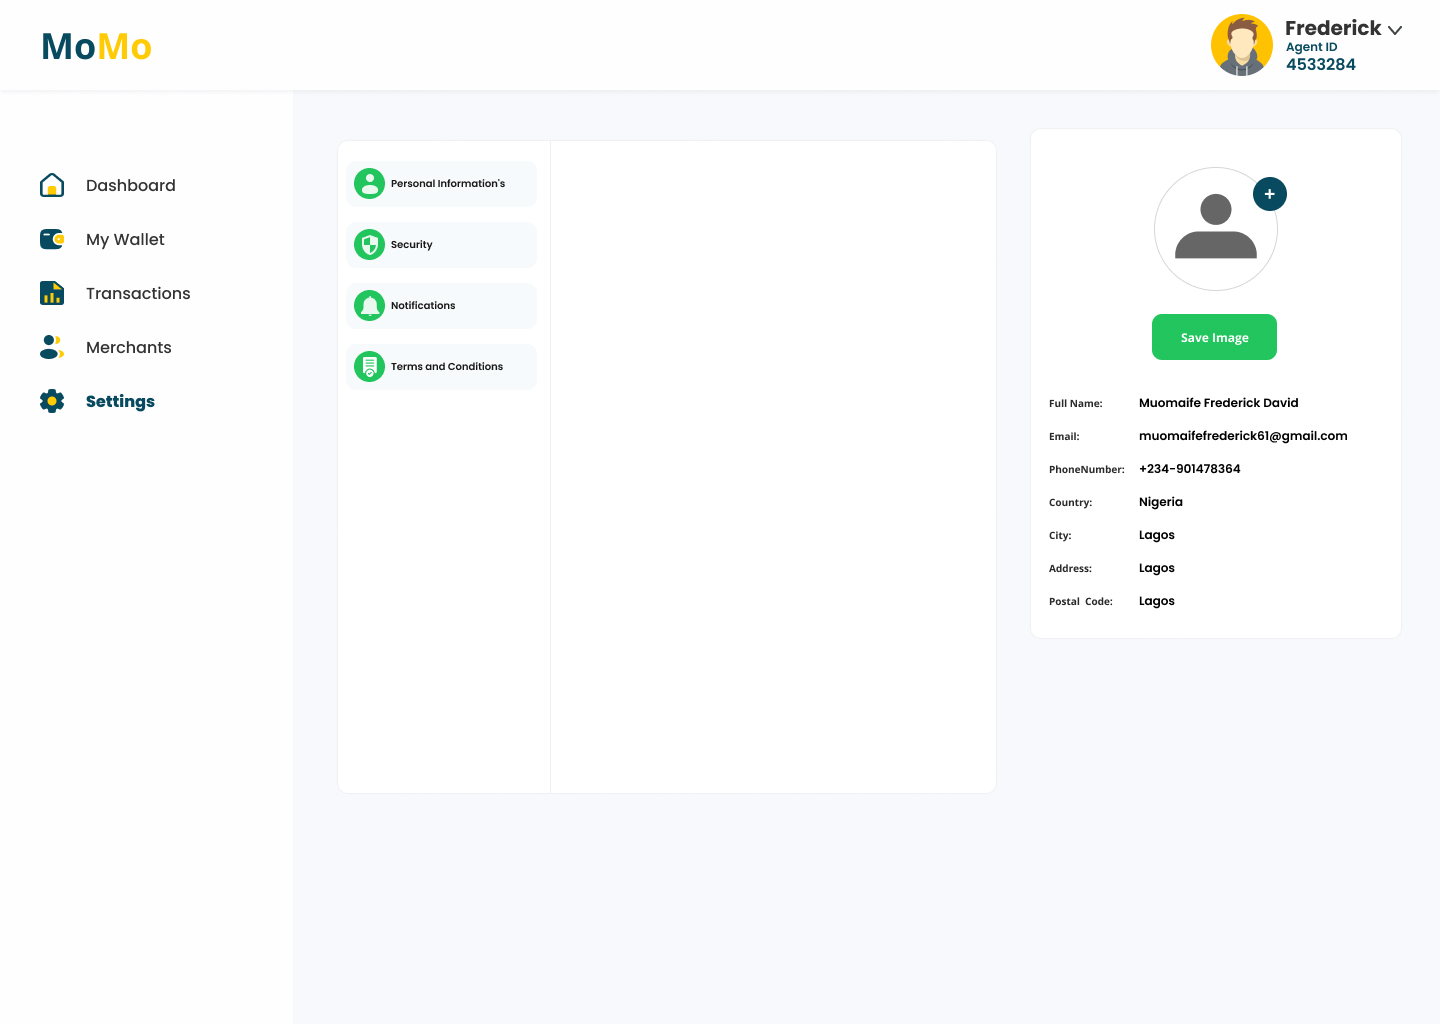 MoMo
Frederick
Agent ID
4533284
Dashboard
My Wallet
Transactions
Merchants
Settings
Personal Information's
Security
Notifications
Terms and Conditions
+
Save Image
Full Name: Muomaife Frederick David
Email: muomaifefrederick61@gmail.com
PhoneNumber: +234-901478364
Country: Nigeria
City: Lagos
Address: Lagos
Postal Code: Lagos